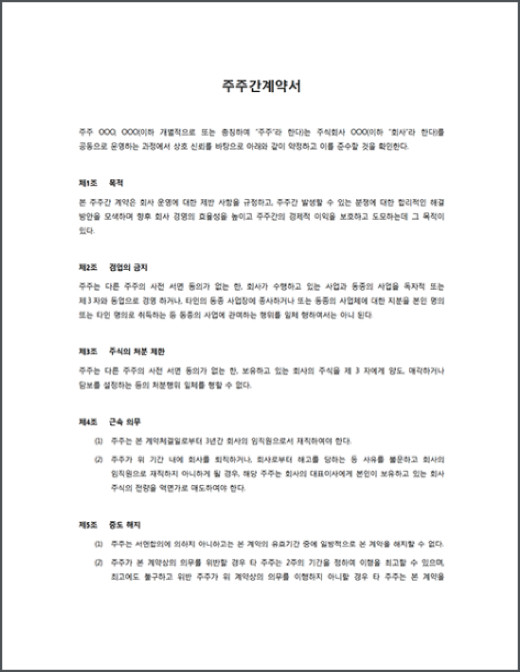 주주간계약서
주주 OOO, OOO(이하 개별적으로 또는 총칭하여 "주주"라 한다)는 주식회사 OOO(이하 "회사"라 한다)를
공동으로 운영하는 과정에서 상호 신뢰를 바탕으로 아래와 같이 약정하고 이를 준수할 것을 확인한다.
제1조 목적
본 주주간 계약은 회사 운영에 대한 제반 사항을 규정하고, 주주간 발생할 수 있는 분쟁에 대한 합리적인 해결
방안을 모색하며 향후 회사 경영의 효율성을 높이고 주주간의 경제적 이익을 보호하고 도모하는데 그 목적이
있다.
제2조 겸업의 금지
주주는 다른 주주의 사전 서면 동의가 없는 한, 회사가 수행하고 있는 사업과 동종의 사업을 독자적 또는
제 3자와 동업으로 경영 하거나, 타인의 동종 사업장에 종사하거나 또는 동종의 사업체에 대한 지분을 본인 명의
또는 타인 명의로 취득하는 등 동종의 사업에 관여하는 행위를 일체 행하여서는 아니 된다.
제3조 주식의 처분 제한
주주는 다른 주주의 사전 서면 동의가 없는 한, 보유하고 있는 회사의 주식을 제 3 자에게 양도, 매각하거나
담보를 설정하는 등의 처분행위 일체를 행할 수 없다.
제4조 근속 의무
(1) 주주는 본 계약체결일로부터 3년간 회사의 임직원으로서 재직하여야 한다.
(2) 주주가 위 기간 내에 회사를 퇴직하거나, 회사로부터 해고를 당하는 등 사유를 불문하고 회사의
임직원으로 재직하지 아니하게 될 경우, 해당 주주는 회사의 대표이사에게 본인이 보유하고 있는 회사
주식의 전량을 액면가로 매도하여야 한다.
제5조 중도 해지
(1) 주주는 서면합의에 의하지 아니하고는 본 계약의 유효기간 중에 일방적으로 본 계약을 해지할 수 없다.
(2) 주주가 본 계약상의 의무를 위반할 경우 타 주주는 2주의 기간을 정하여 이행을 최고할 수 있으며,
최고에도 불구하고 위반 주주가 위 계약상의 의무를 이행하지 아니할 경우 타 주주는 본 계약을